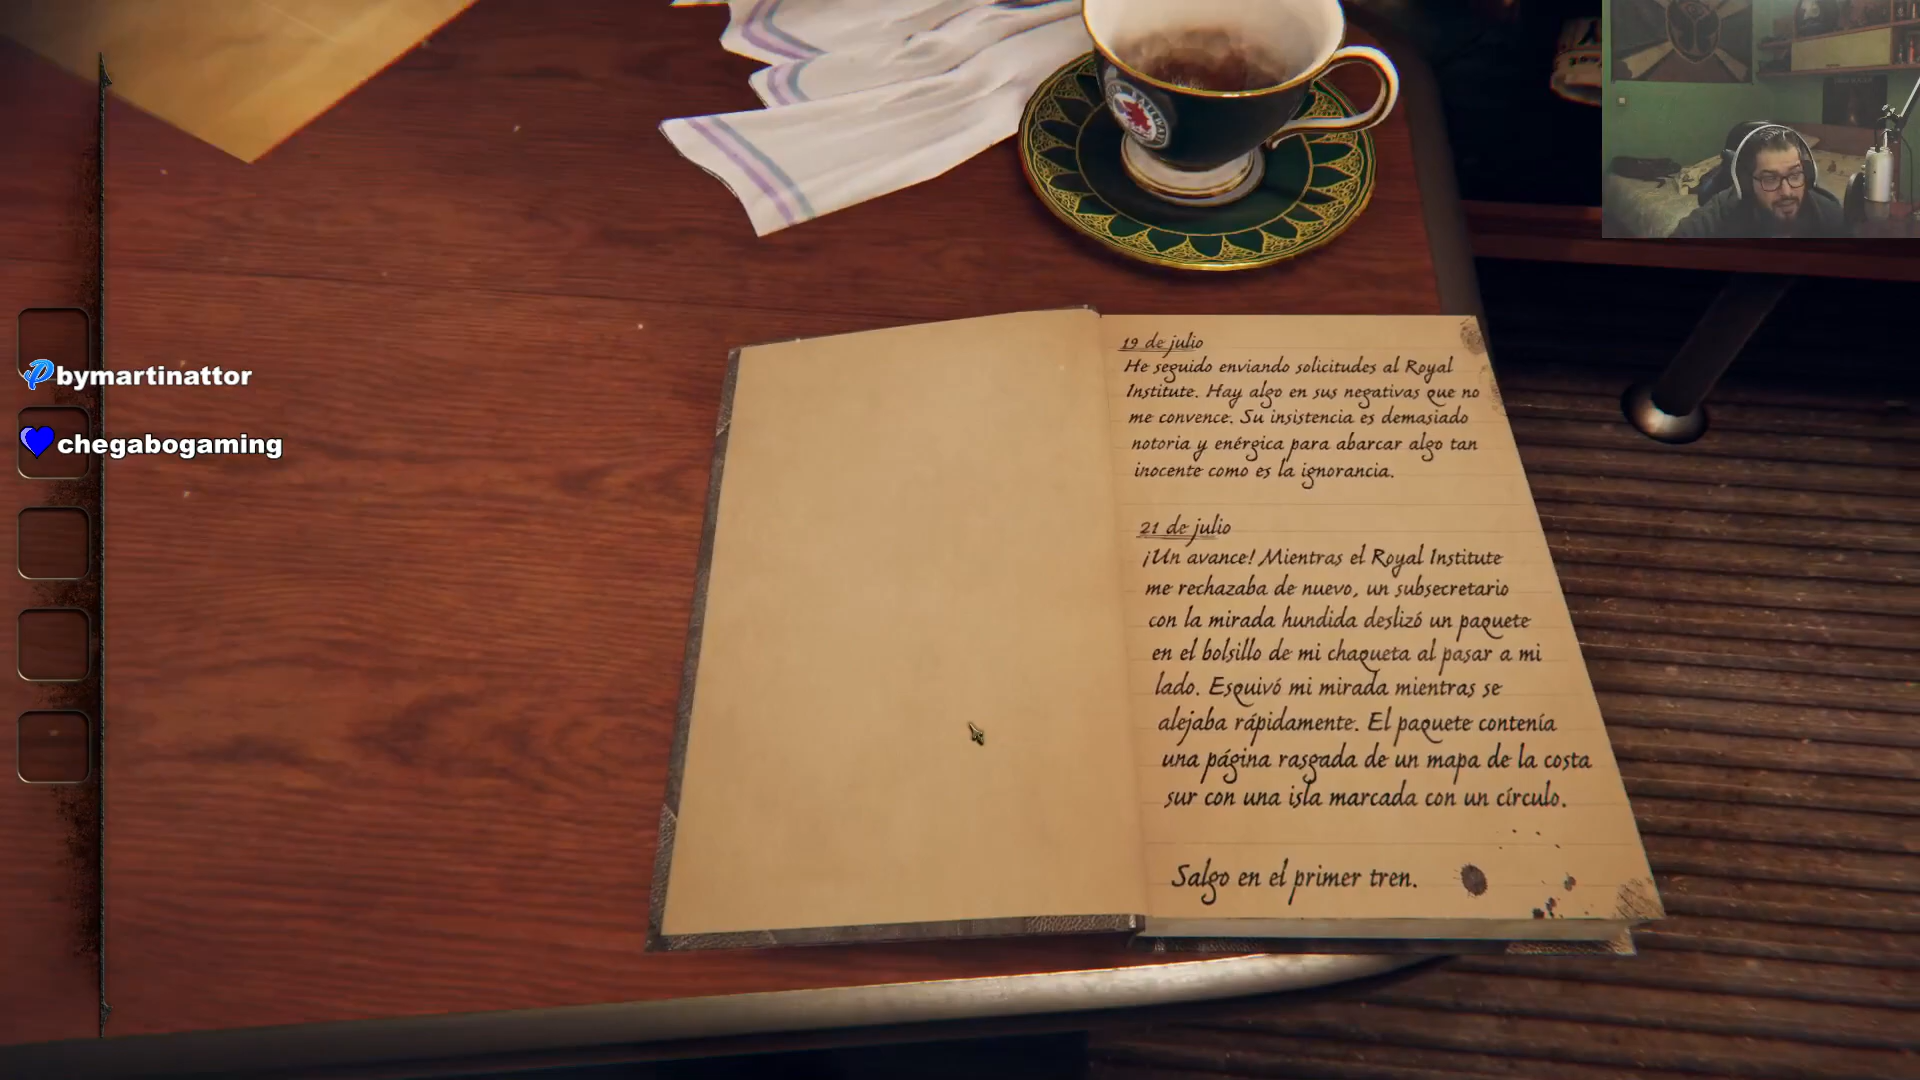 bymartinattor
chegabogaming
19 de julio
He seguido enviando solicitudes al Royal
Institute. Hay algo en sus negativas que no
me convence. Su insistencia es demasiado
notoria y enérgica para abarcar algo tan
inocente como es la ignorancia.
21 de julio
¡Un avance! Mientras el Royal Institute
me rechazaba de nuevo, un subsecretario
con la mirada hundida deslizó un paquete
en el bolsillo de mi chaqueta al pasar a mi
lado. Esquivó mi mirada mientras se
alejaba rápidamente. El paquete contenía
una página rasgada de un mapa de la costa
sur con una isla marcada con un círculo.
Salgo en el primer tren.